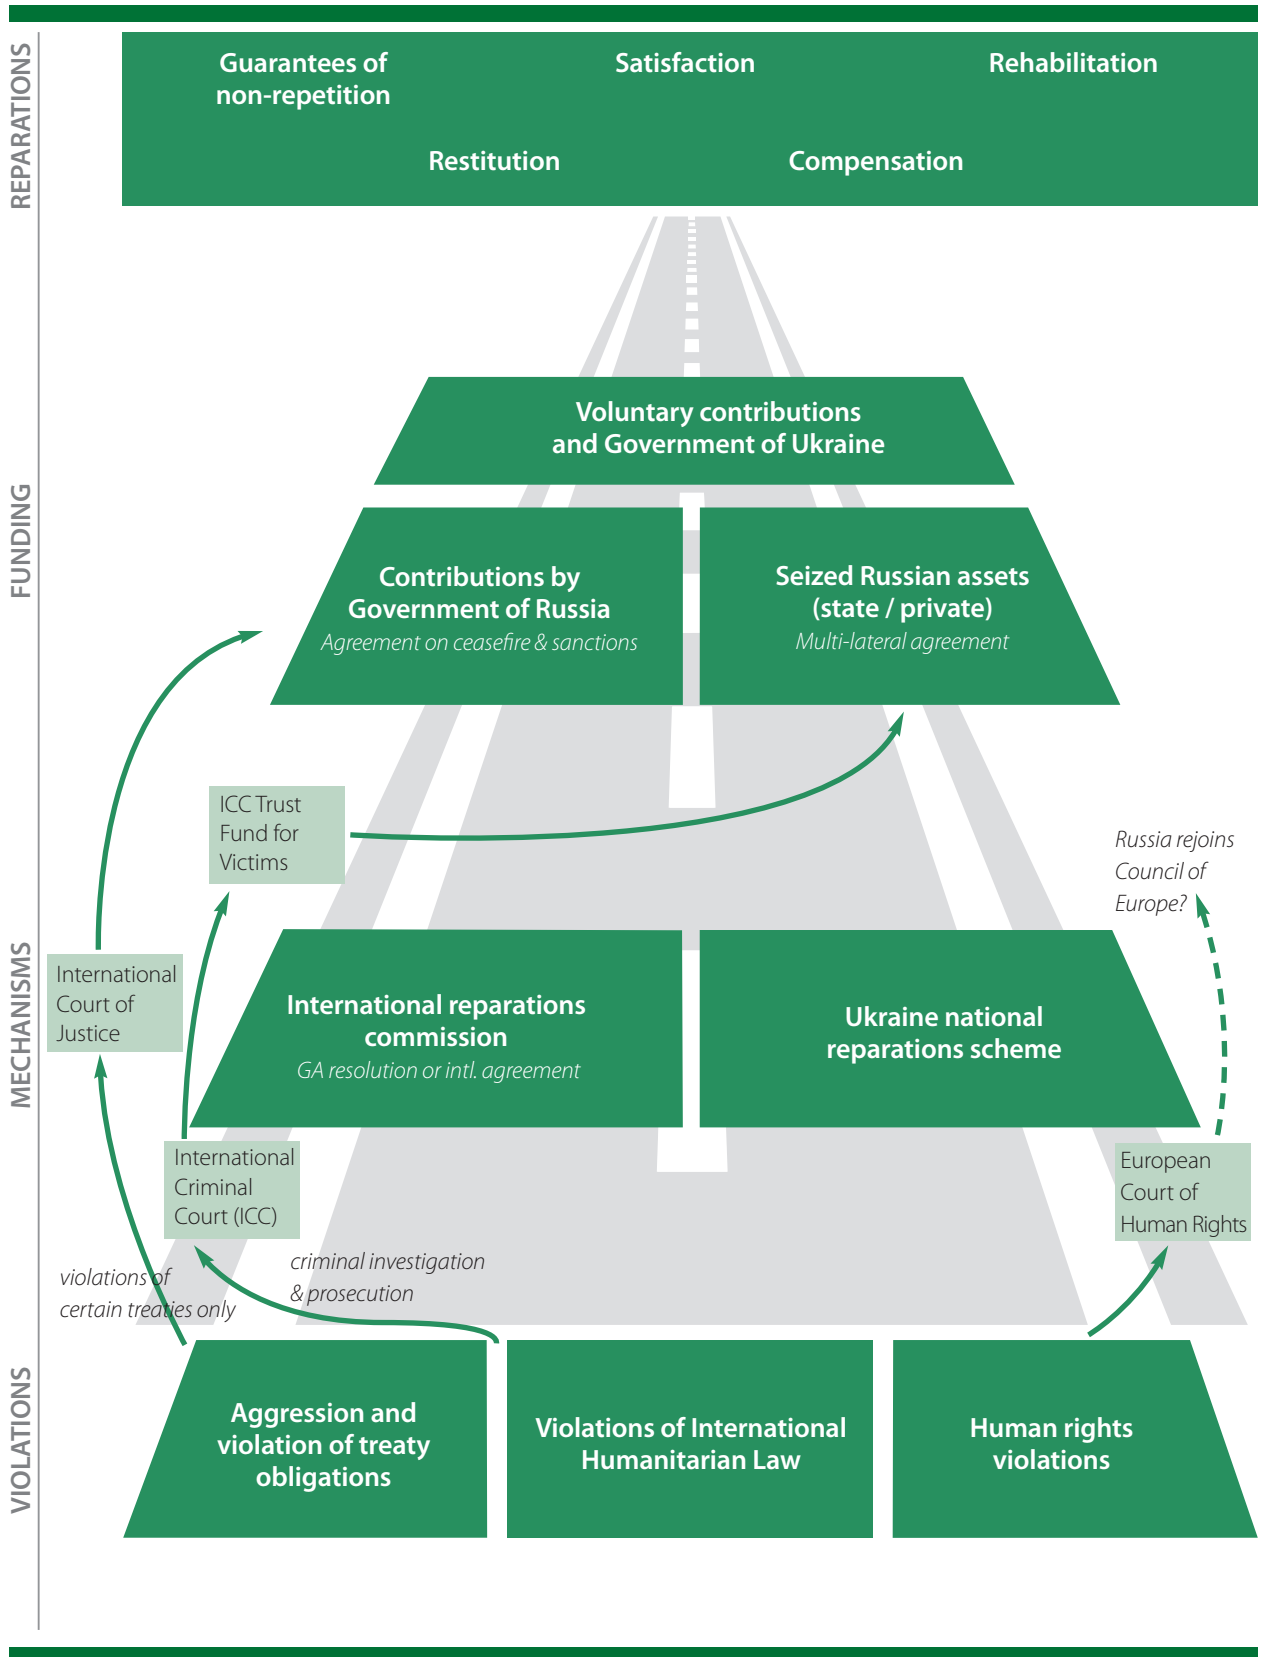 REPARATIONS
Guarantees of
non-repetition
Satisfaction
Rehabilitation
Restitution
Compensation
FUNDING
Voluntary contributions
and Government of Ukraine
Contributions by
Government of Russia
Agreement on ceasefire & sanctions
Seized Russian assets
(state / private)
Multi-lateral agreement
ICC Trust
Fund for
Victims
Russia rejoins
Council of
Europe?
MECHANISMS
International
Court of
Justice
International reparations
commission
GA resolution or intl. agreement
Ukraine national
reparations scheme
International
Criminal
Court (ICC)
European
Court of
Human Rights
violations of
certain treaties only
criminal investigation
& prosecution
VIOLATIONS
Aggression and
violation of treaty
obligations
Violations of International
Humanitarian Law
Human rights
violations